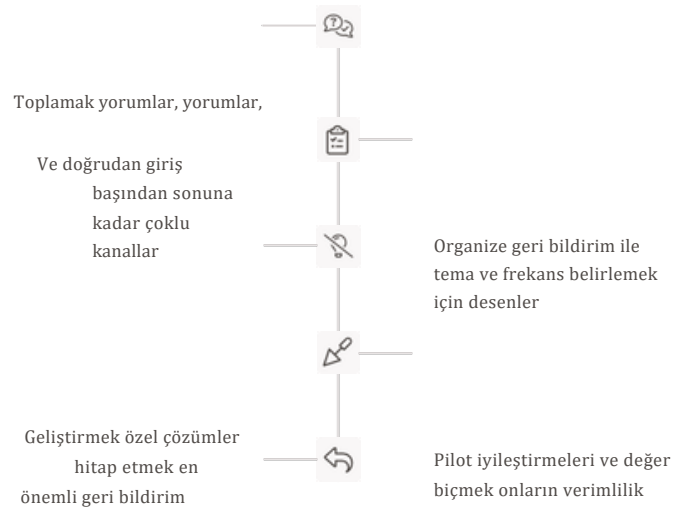 Toplamak yorumlar, yorumlar,
Ve doğrudan giriş
başından sonuna
kadar çoklu
kanallar
Organize geri bildirim ile
tema ve frekans belirlemek
için desenler
Geliştirmek özel çözümler
hitap etmek en
önemli geri bildirim
Pilot iyileştirmeleri ve değer
biçmek onların verimlilik